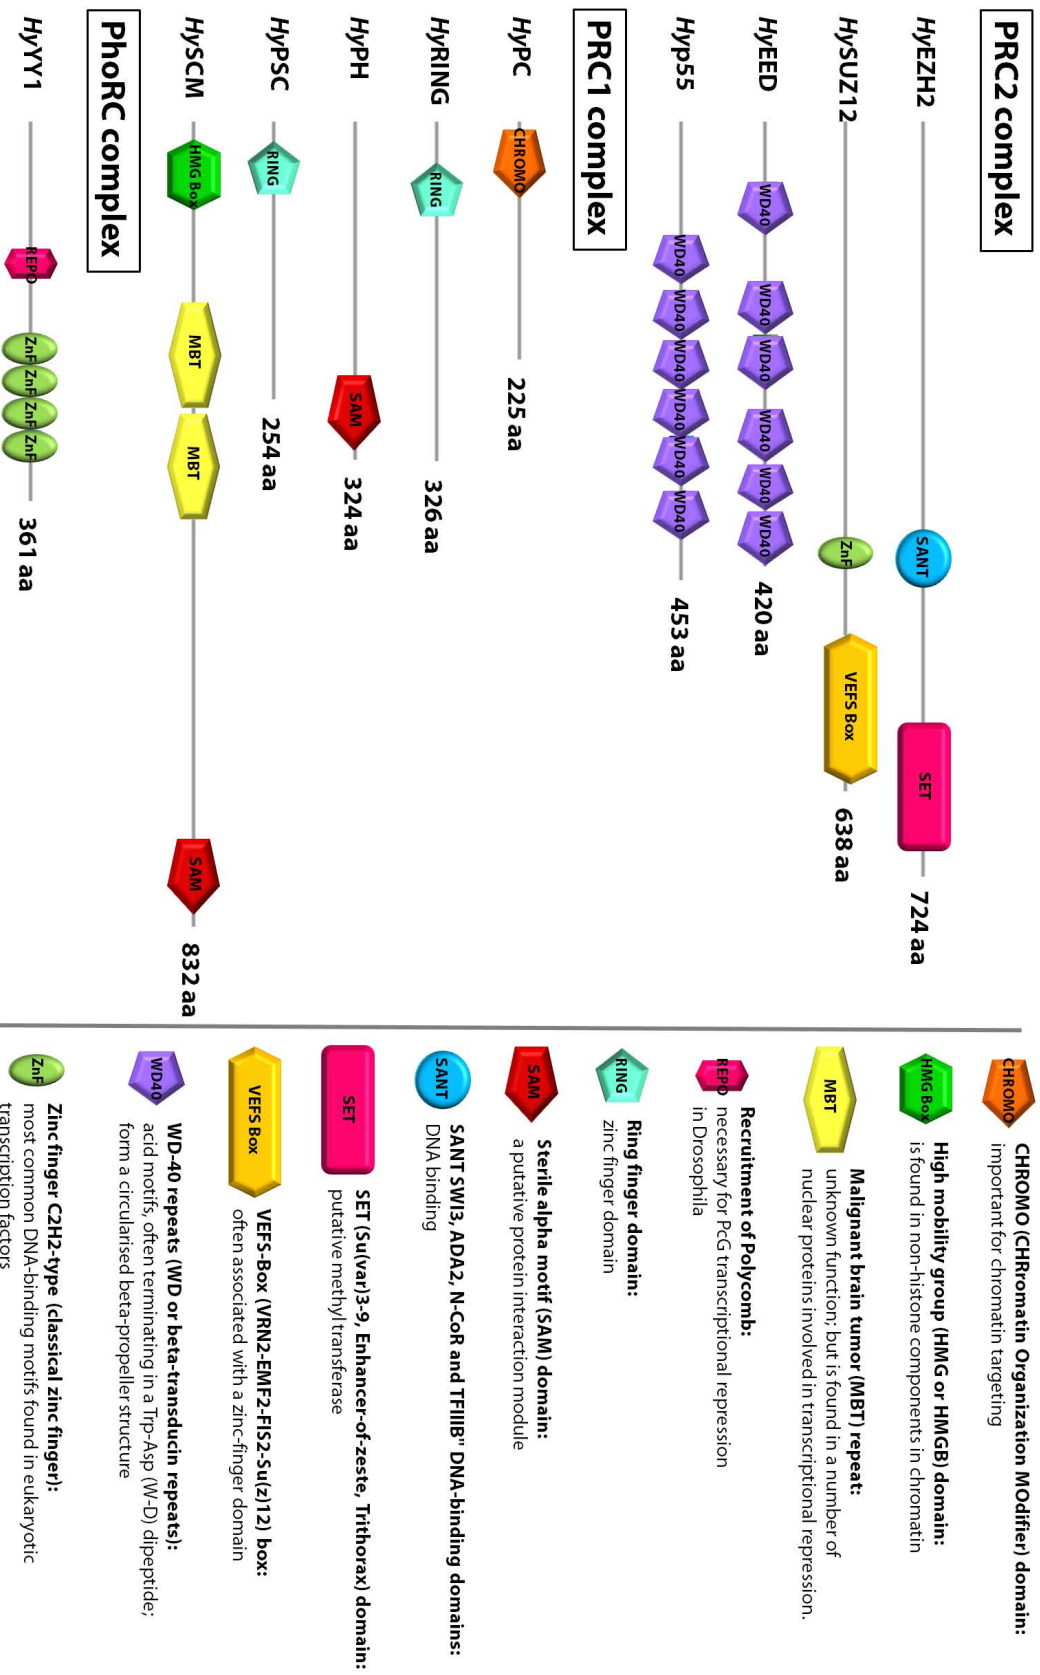 PRC2 complex
HyEZH2 SANT SET 724 aa
HySUZ12 ZnF VEFS Box 638 aa
HyEED WD40 WD40 WD40 WD40 WD40 WD40 420 aa
Hyp55 WD40 WD40 WD40 WD40 WD40 WD40 453 aa
PRC1 complex
HyPC CHROMO 225 aa
HyRING RING 326 aa
HyPH SAM 324 aa
HyPSC RING 254 aa
HySCM HMG Box MBT MBT SAM 832 aa
PhoRC complex
HyYY1 REPO ZnF ZnF ZnF ZnF 361 aa
CHROMO
CHROMO (CHRromatin Organization MOdifier) domain:
important for chromatin targeting
HMG Box
High mobility group (HMG or HMGB) domain:
is found in non-histone components in chromatin
MBT
Malignant brain tumor (MBT) repeat:
unknown function; but is found in a number of
nuclear proteins involved in transcriptional repression.
REPO
Recruitment of Polycomb:
necessary for PcG transcriptional repression
in Drosophila
RING
Ring finger domain:
zinc finger domain
SAM
Sterile alpha motif (SAM) domain:
a putative protein interaction module
SANT
SANT SWI3, ADA2, N-CoR and TFIIIB" DNA-binding domains:
DNA binding
SET
SET (Su(var)3-9, Enhancer-of-zeste, Trithorax) domain:
putative methyl transferase
VEFS Box
VEFS-Box (VRN2-EMF2-FIS2-Su(z)12) box:
often associated with a zinc-finger domain
WD40
WD-40 repeats (WD or beta-transducin repeats):
acid motifs, often terminating in a Trp-Asp (W-D) dipeptide;
form a circularised beta-propeller structure
ZnF
Zinc finger C2H2-type (classical zinc finger):
most common DNA-binding motifs found in eukaryotic
transcription factors